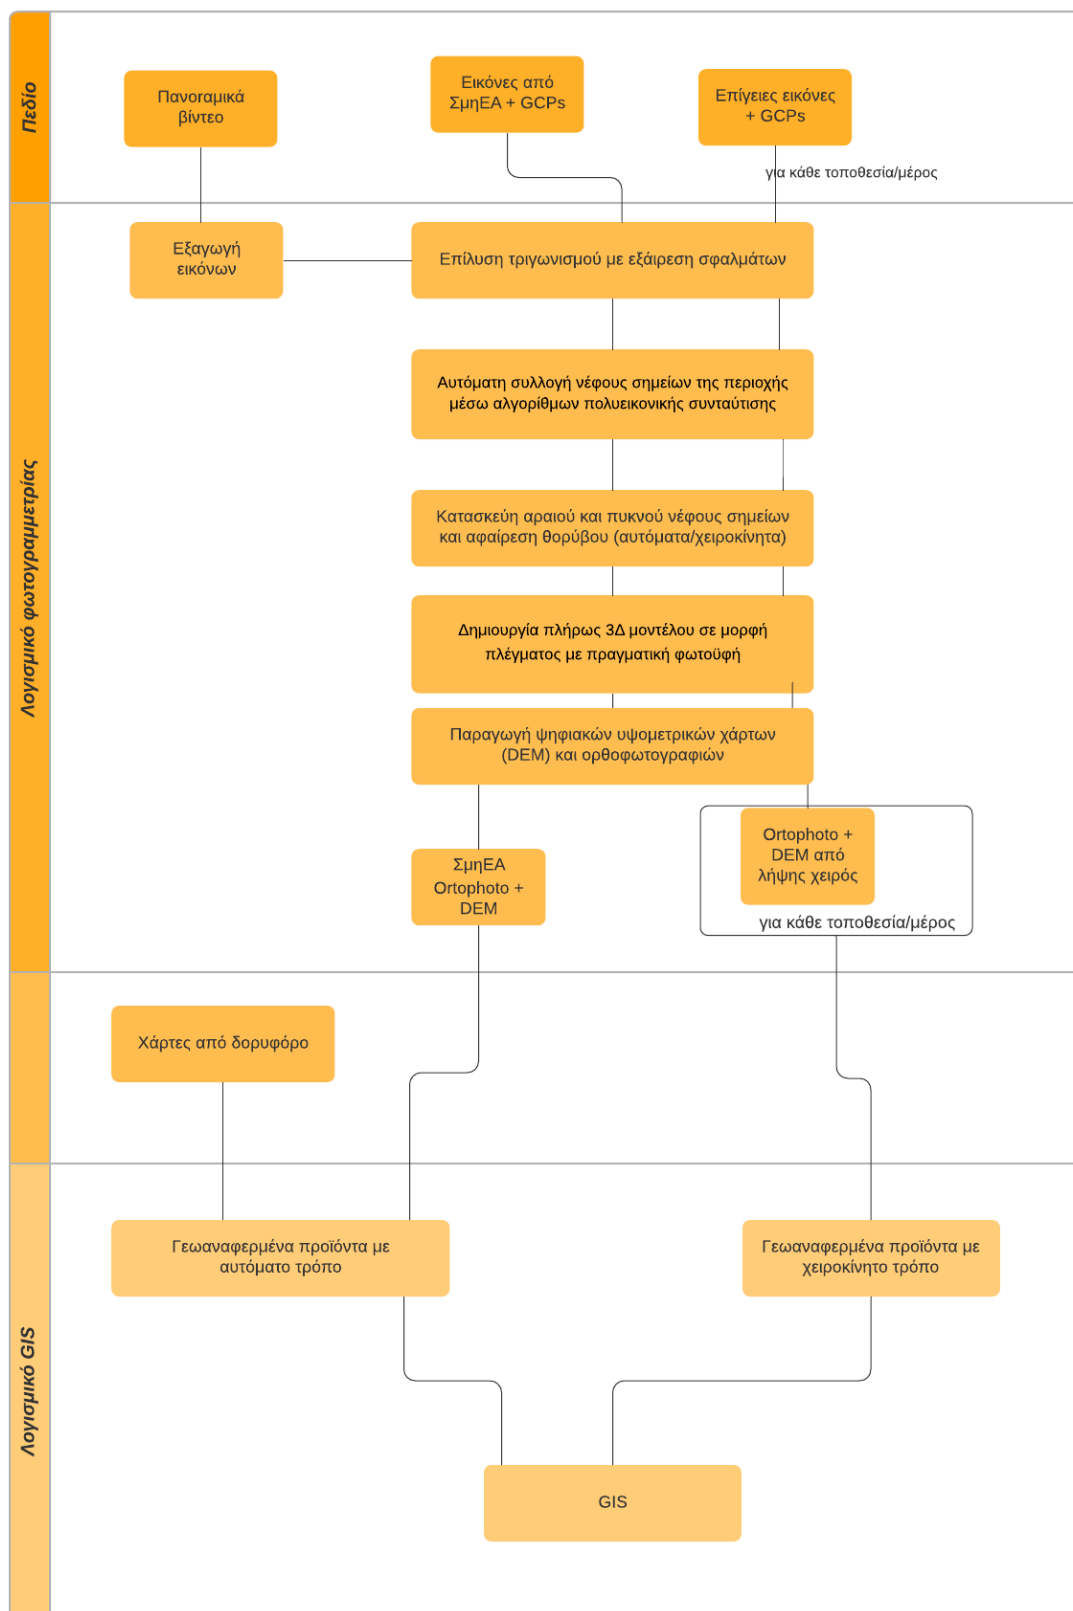 Πεδίο
Πανοραμικά
βίντεο
Εικόνες από
ΣμηΕΑ + GCPs
Επίγειες εικόνες
+ GCPs
για κάθε τοποθεσία/μέρος
Λογισμικό φωτογραμμετρίας
Εξαγωγή
εικόνων
Επίλυση τριγωνισμού με εξάιρεση σφαλμάτων
Αυτόματη συλλογή νέφους σημείων της περιοχής
μέσω αλγορίθμων πολυεικονικής συνταύτισης
Κατασκεύη αραιού και πυκνού νέφους σημείων
και αφαίρεση θορύβου (αυτόματα/χειροκίνητα)
Δημιουργία πλήρως 3Δ μοντέλου σε μορφή
πλέγματος με πραγματική φωτοϋφή
Παραγωγή ψηφιακών υψομετρικών χάρτων
(DEM) και ορθοφωτογραφιών
ΣμηΕΑ
Ortophoto +
DEM
Ortophoto +
DEM από
λήψης χειρός
για κάθε τοποθεσία/μέρος
Χάρτες από δορυφόρο
Λογισμικό GIS
Γεωαναφερμένα προϊόντα με
αυτόματο τρόπο
Γεωαναφερμένα προϊόντα με
χειροκίνητο τρόπο
GIS